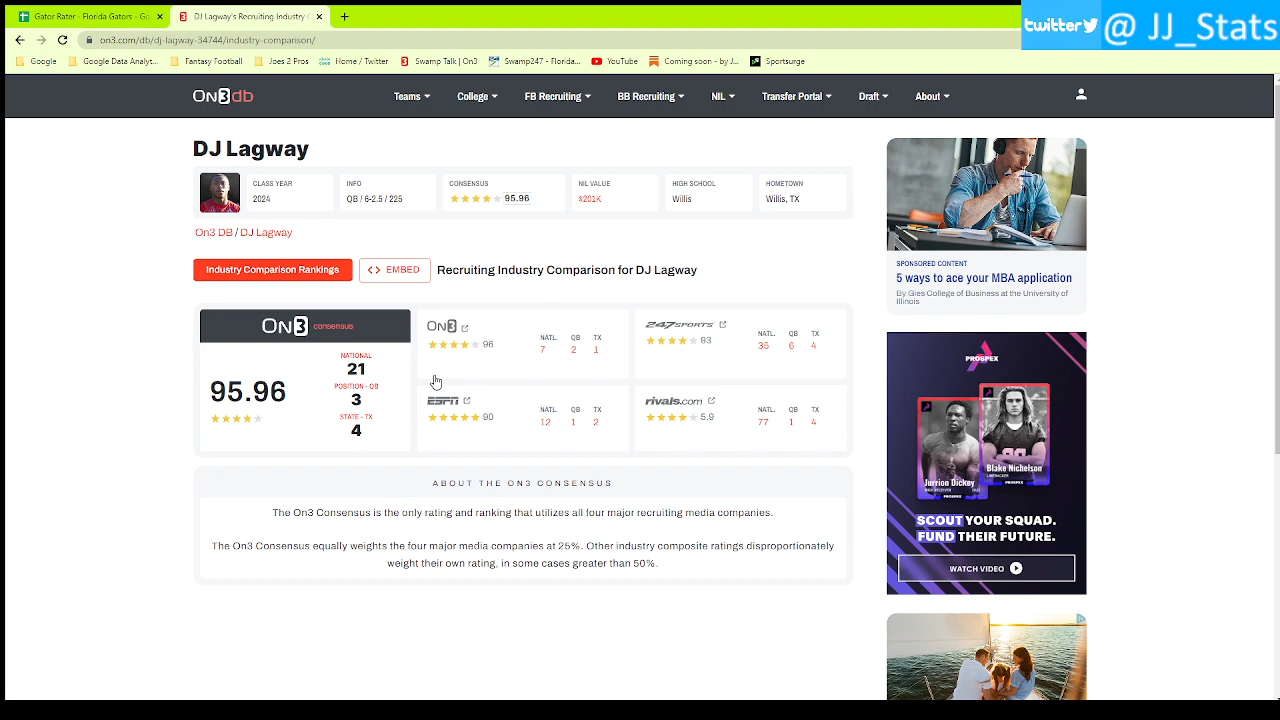 Gator Rater - Florida Gators - Go
DJ Lagway's Recruiting Industry C
twitter @ JJ_Stats
on3.com/db/dj-lagway-34744/industry-comparison/
Google
Google Data Analyt...
Fantasy Football
Joes 2 Pros
Home / Twitter
Swamp Talk | On3
Swamp247 - Florida...
YouTube
Coming soon - by J...
Sportsurge
On3db
Teams
College
FB Recruiting
BB Recruiting
NIL
Transfer Portal
Draft
About
DJ Lagway
CLASS YEAR
2024
INFO
QB / 6-2.5 / 225
CONSENSUS
95.96
NIL VALUE
$201K
HIGH SCHOOL
Willis
HOMETOWN
Willis, TX
On3 DB / DJ Lagway
Industry Comparison Rankings
<> EMBED
Recruiting Industry Comparison for DJ Lagway
On3 consensus
95.96
NATIONAL
21
POSITION - QB
3
STATE - TX
4
On3
96
NATL. QB TX
7 2 1
247SPORTS
93
NATL. QB TX
35 6 4
ESPN
90
NATL. QB TX
12 1 2
rivals.com
5.9
NATL. QB TX
77 1 4
ABOUT THE ON3 CONSENSUS
The On3 Consensus is the only rating and ranking that utilizes all four major recruiting media companies.
The On3 Consensus equally weights the four major media companies at 25%. Other industry composite ratings disproportionately
weight their own rating, in some cases greater than 50%.
SPONSORED CONTENT
5 ways to ace your MBA application
By Gies College of Business at the University of
Illinois
PROSPEX
Jurrion Dickey
PROSPEX
Blake Nichelson
LINEBACKER
PROSPEX
SCOUT YOUR SQUAD.
FUND THEIR FUTURE.
WATCH VIDEO